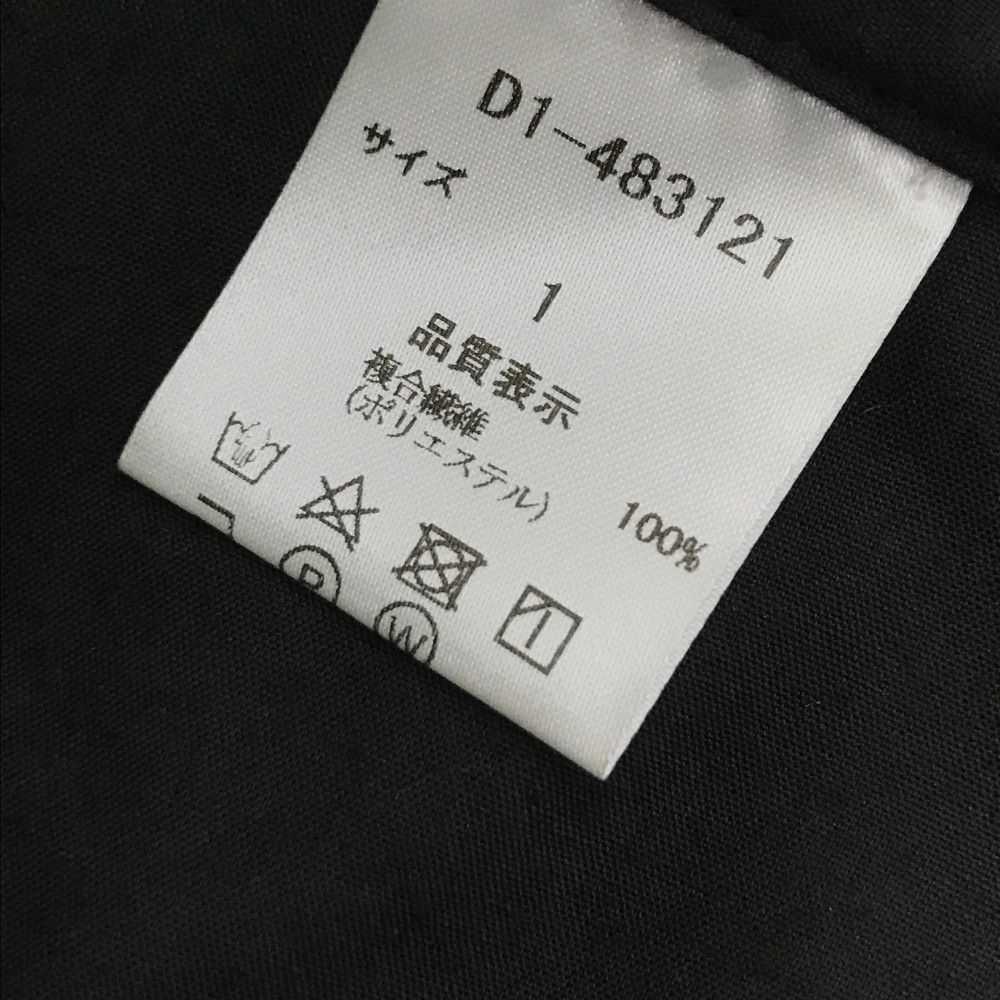 D1-483121
サイズ
1
品質表示
複合繊維
(ポリエステル) 100%
P
W